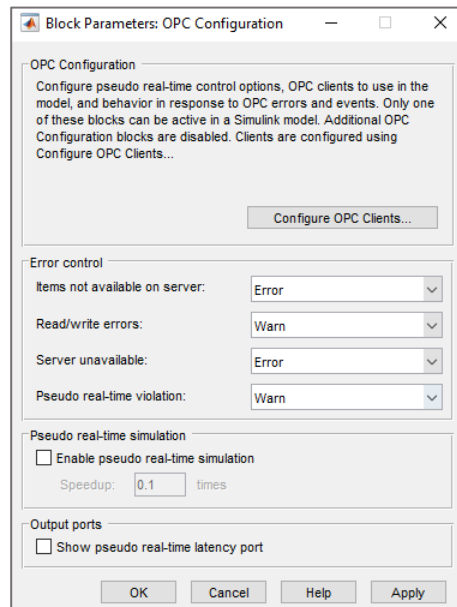 Block Parameters: OPC Configuration
OPC Configuration
Configure pseudo real-time control options, OPC clients to use in the
model, and behavior in response to OPC errors and events. Only one
of these blocks can be active in a Simulink model. Additional OPC
Configuration blocks are disabled. Clients are configured using
Configure OPC Clients...
Configure OPC Clients...
Error control
Items not available on server: Error
Read/write errors: Warn
Server unavailable: Error
Pseudo real-time violation: Warn
Pseudo real-time simulation
Enable pseudo real-time simulation
Speedup: 0.1 times
Output ports
Show pseudo real-time latency port
OK Cancel Help Apply